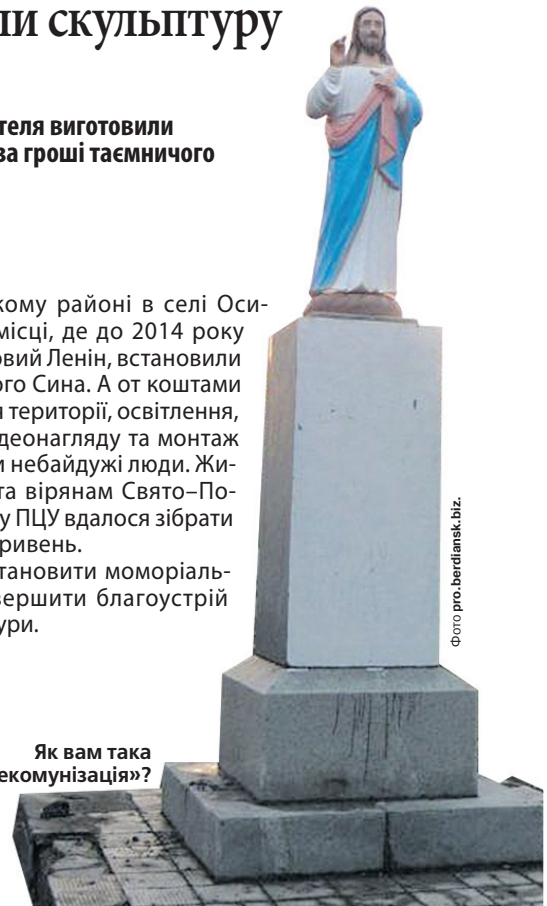 ли скульптуру
теля виготовили
за гроші таємничого
кому районі в селі Оси-
місці, де до 2014 року
овий Ленін, встановили
ого Сина. А от коштами
я території, освітлення,
деонагляду та монтаж
и небайдужі люди. Жи-
та вірянам Свято–По-
у ПЦУ вдалося зібрати
ривень.
тановити моморіаль-
вершити благоустрій
ури.
Як вам така
екомунізація»?
Фото pro.berdiansk.biz.